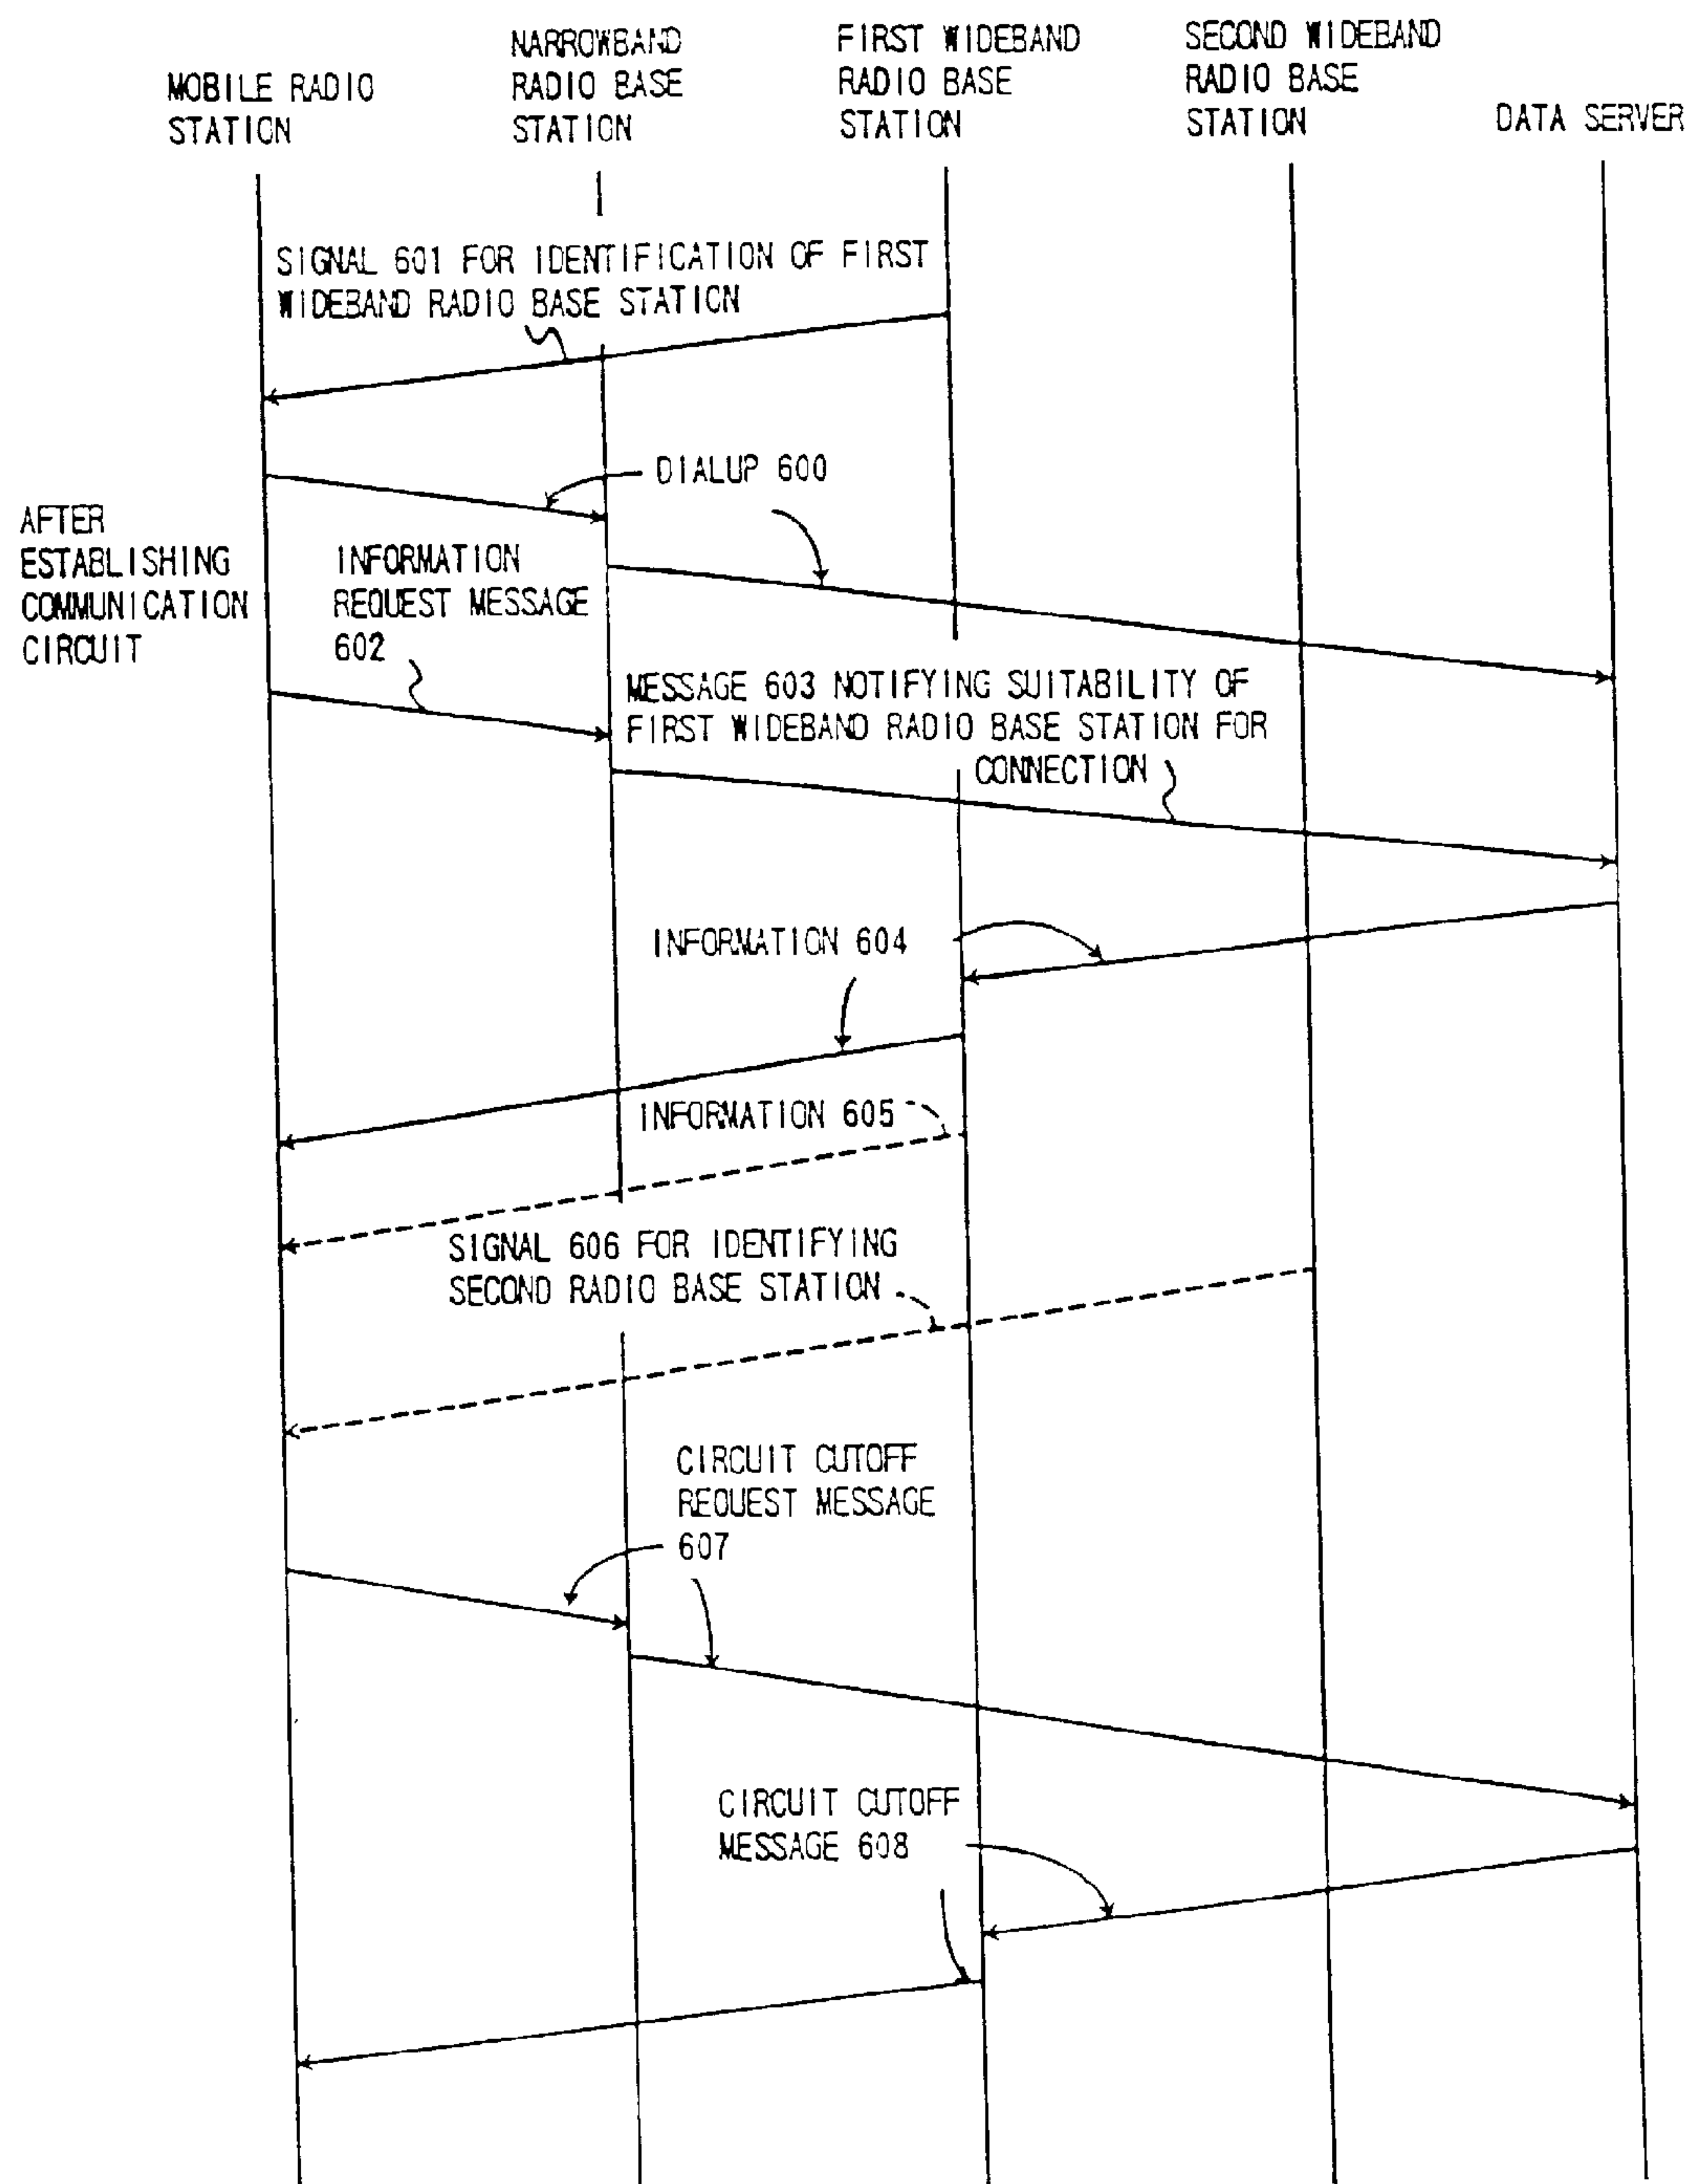 MOBILE RADIO
STATION
NARROWBAND
RADIO BASE
STATION
FIRST WIDEBAND
RADIO BASE
STATION
SECOND WIDEBAND
RADIO BASE
STATION
DATA SERVER
SIGNAL 601 FOR IDENTIFICATION OF FIRST
WIDEBAND RADIO BASE STATION
DIALUP 600
AFTER
ESTABLISHING
COMMUNICATION
CIRCUIT
INFORMATION
REQUEST MESSAGE
602
MESSAGE 603 NOTIFYING SUITABILITY OF
FIRST WIDEBAND RADIO BASE STATION FOR
CONNECTION
INFORMATION 604
INFORMATION 605
SIGNAL 606 FOR IDENTIFYING
SECOND RADIO BASE STATION
CIRCUIT CUTOFF
REQUEST MESSAGE
607
CIRCUIT CUTOFF
MESSAGE 608